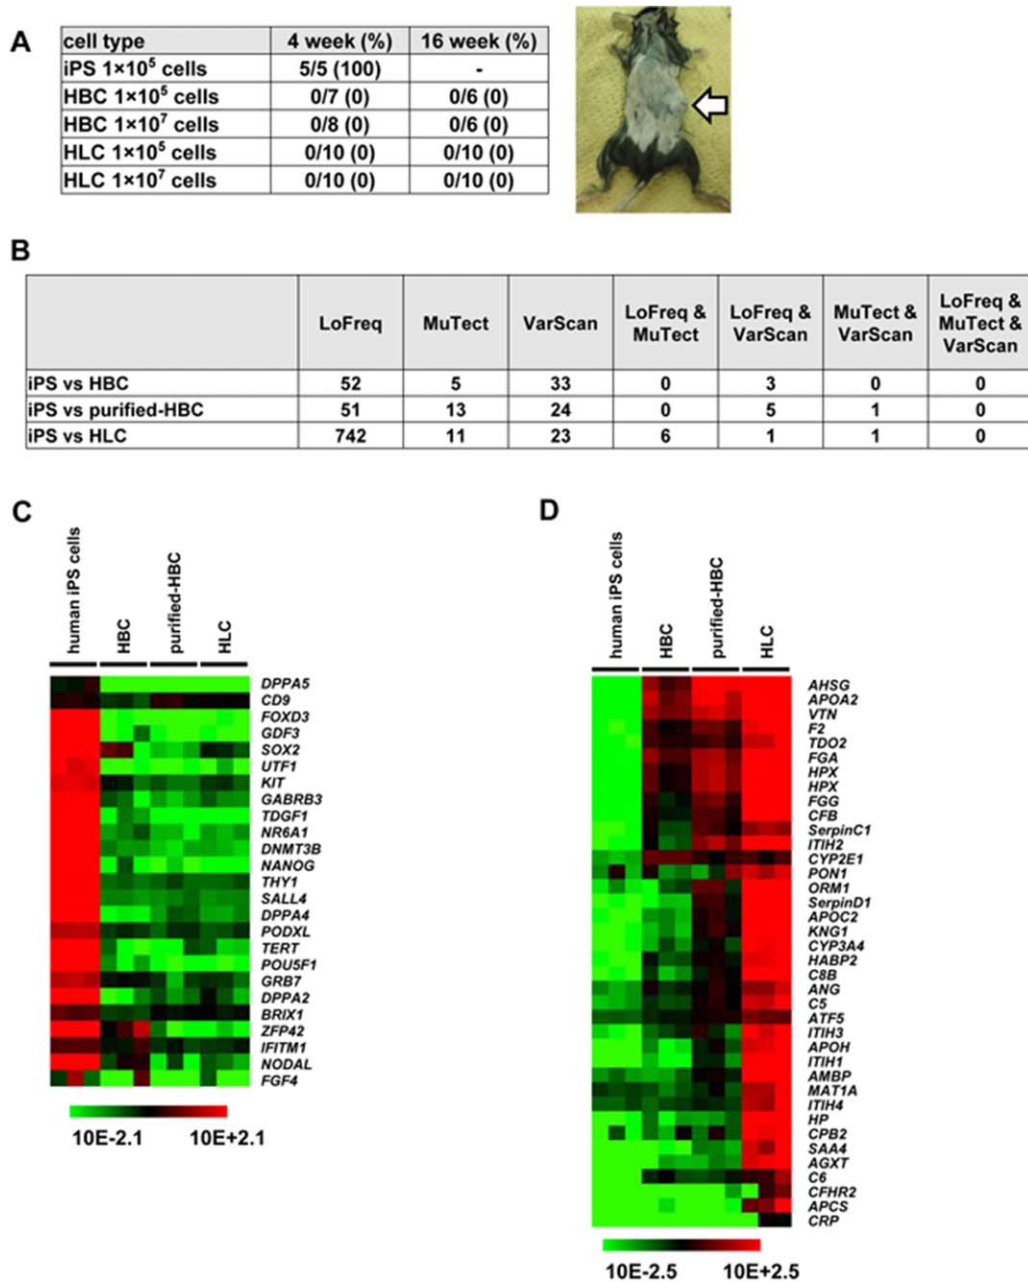 A
cell type 4 week (%) 16 week (%)
iPS 1×10⁵ cells 5/5 (100) -
HBC 1×10⁵ cells 0/7 (0) 0/6 (0)
HBC 1×10⁷ cells 0/8 (0) 0/6 (0)
HLC 1×10⁵ cells 0/10 (0) 0/10 (0)
HLC 1×10⁷ cells 0/10 (0) 0/10 (0)
B
LoFreq MuTect VarScan LoFreq & MuTect LoFreq & VarScan MuTect & VarScan LoFreq & MuTect & VarScan
iPS vs HBC 52 5 33 0 3 0 0
iPS vs purified-HBC 51 13 24 0 5 1 0
iPS vs HLC 742 11 23 6 1 1 0
C
human iPS cells
HBC
purified-HBC
HLC
DPPA5
CD9
FOXD3
GDF3
SOX2
UTF1
KIT
GABRB3
TDGF1
NR6A1
DNMT3B
NANOG
THY1
SALL4
DPPA4
PODXL
TERT
POU5F1
GRB7
DPPA2
BRIX1
ZFP42
IFITM1
NODAL
FGF4
10E-2.1 10E+2.1
D
human iPS cells
HBC
purified-HBC
HLC
AHSG
APOA2
VTN
F2
TDO2
FGA
HPX
HPX
FGG
CFB
SerpinC1
ITIH2
CYP2E1
PON1
ORM1
SerpinD1
APOC2
KNG1
CYP3A4
HABP2
C8B
ANG
C5
ATF5
ITIH3
APOH
ITIH1
AMBP
MAT1A
ITIH4
HP
CPB2
SAA4
AGXT
C6
CFHR2
APCS
CRP
10E-2.5 10E+2.5